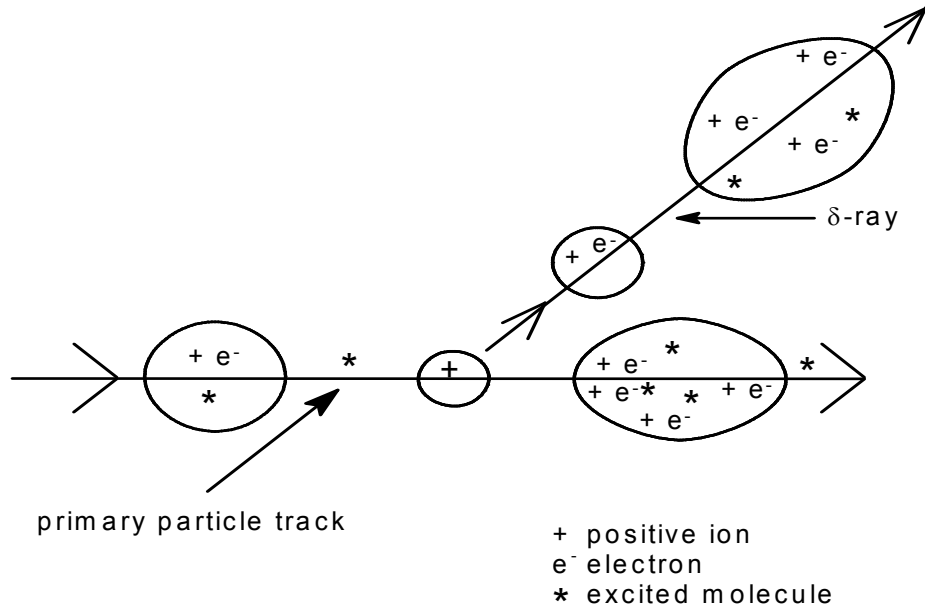 + e⁻
+ e⁻ *
+ e⁻
*
δ-ray
+ e⁻
+ e⁻ * + * *
+ e⁻
* + e⁻ * * + e⁻
+ e⁻
primary particle track
+ positive ion
e⁻ electron
* excited molecule